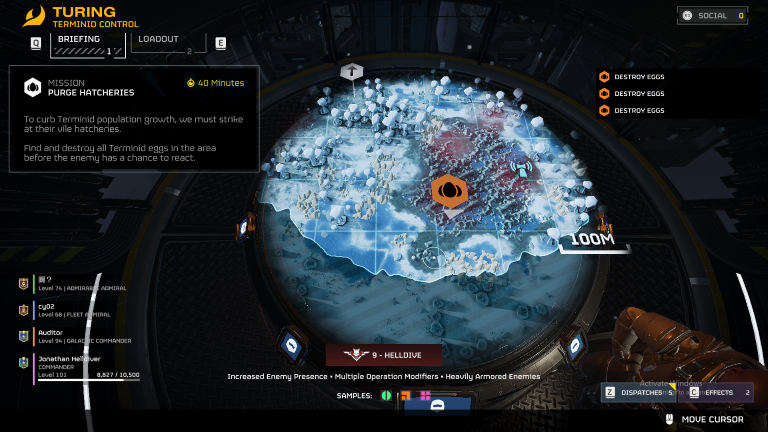 TURING
TERMINID CONTROL
Q
BRIEFING
1
LOADOUT
2
E
SOCIAL 0
MISSION
PURGE HATCHERIES
40 Minutes
To curb Terminid population growth, we must strike
at their vile hatcheries.
Find and destroy all Terminid eggs in the area
before the enemy has a chance to react.
DESTROY EGGS
DESTROY EGGS
DESTROY EGGS
100M
Level 74 | ADMIRABLE ADMIRAL
cy02
Level 68 | FLEET ADMIRAL
Auditor
Level 94 | GALACTIC COMMANDER
Jonathan Helldiver
COMMANDER
Level 101 8,827 / 10,500
9 - HELLDIVE
Increased Enemy Presence • Multiple Operation Modifiers • Heavily Armored Enemies
SAMPLES:
Activate Windows
Z DISPATCHES 5
C EFFECTS 2
MOVE CURSOR